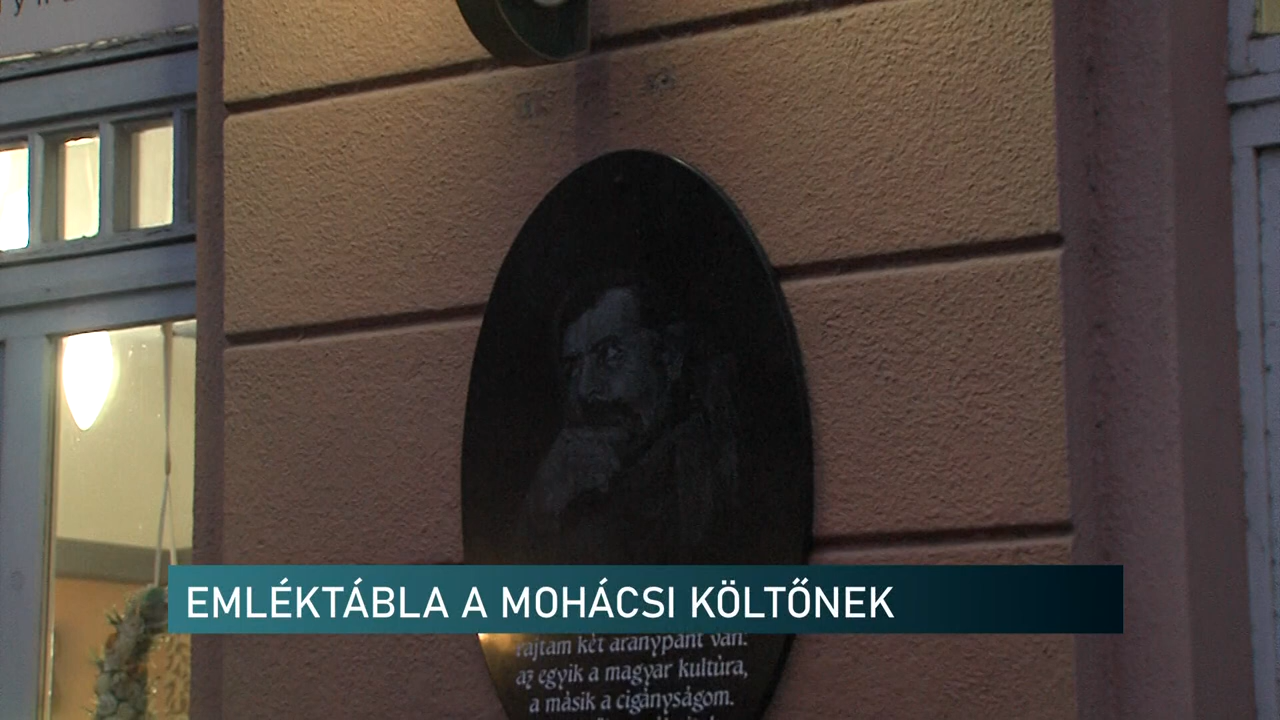 EMLÉKTÁBLA A MOHÁCSI KÖLTŐNEK
rajtam két aranypánt van:
az egyik a magyar kultúra,
a másik a cigányságom.